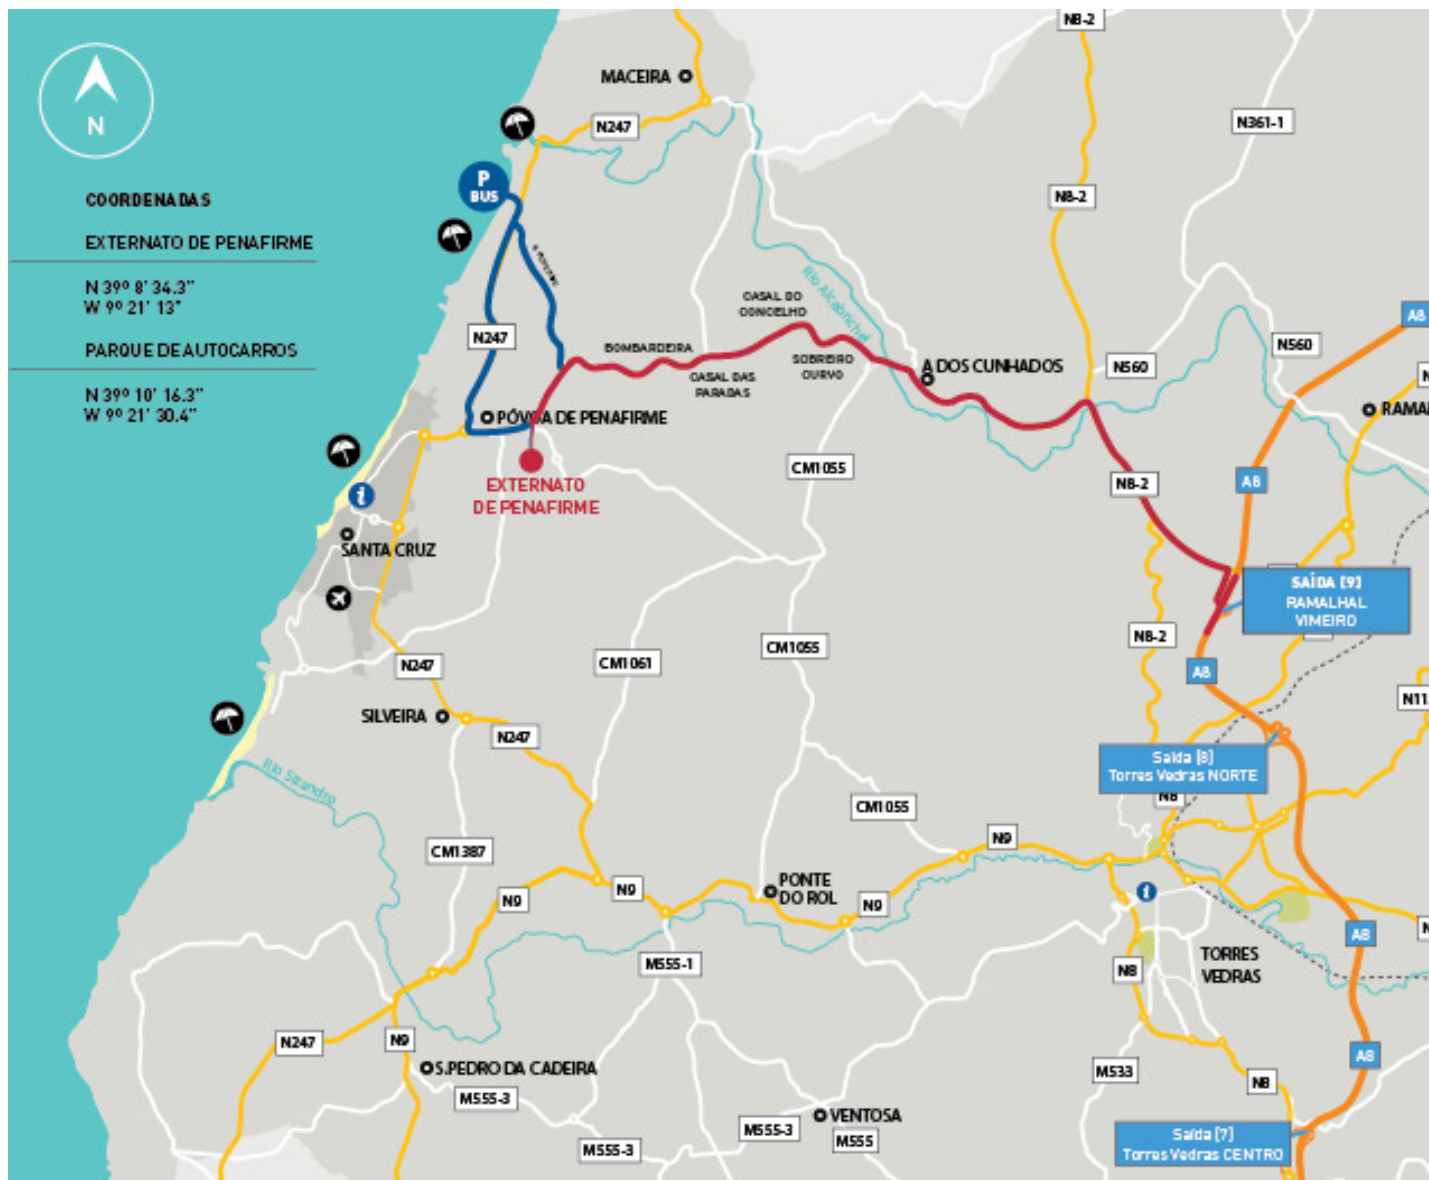 N
COORDENADAS
EXTERNATO DE PENAFIRME
N 39º 8' 34.3"
W 9º 21' 13"
PARQUE DE AUTOCARROS
N 39º 10' 16.3"
W 9º 21' 30.4"
N8-2
MACEIRA
N247
N361-1
P
BUS
N8-2
Rio Alcabrichel
CASAL DO
CONCELHO
A8
N247
BOMBARDEIRA
SOBREIRO
CURVO
CASAL DAS
PARADAS
A DOS CUNHADOS
N560
N560
PÓVOA DE PENAFIRME
CM1055
N8-2
A8
EXTERNATO
DE PENAFIRME
i
SANTA CRUZ
SAÍDA [9]
RAMALHAL
VIMEIRO
N8-2
CM1055
CM1061
N247
A8
SILVEIRA
N247
Rio Sizandro
Saída [8]
Torres Vedras NORTE
N8
CM1055
CM1387
N9
N9
N9
PONTE
DO ROL
N9
i
A8
TORRES
VEDRAS
M555-1
N8
N247
N9
S.PEDRO DA CADEIRA
A8
M533
N8
M555-3
VENTOSA
M555-3
M555
M555-3
Saída [7]
Torres Vedras CENTRO